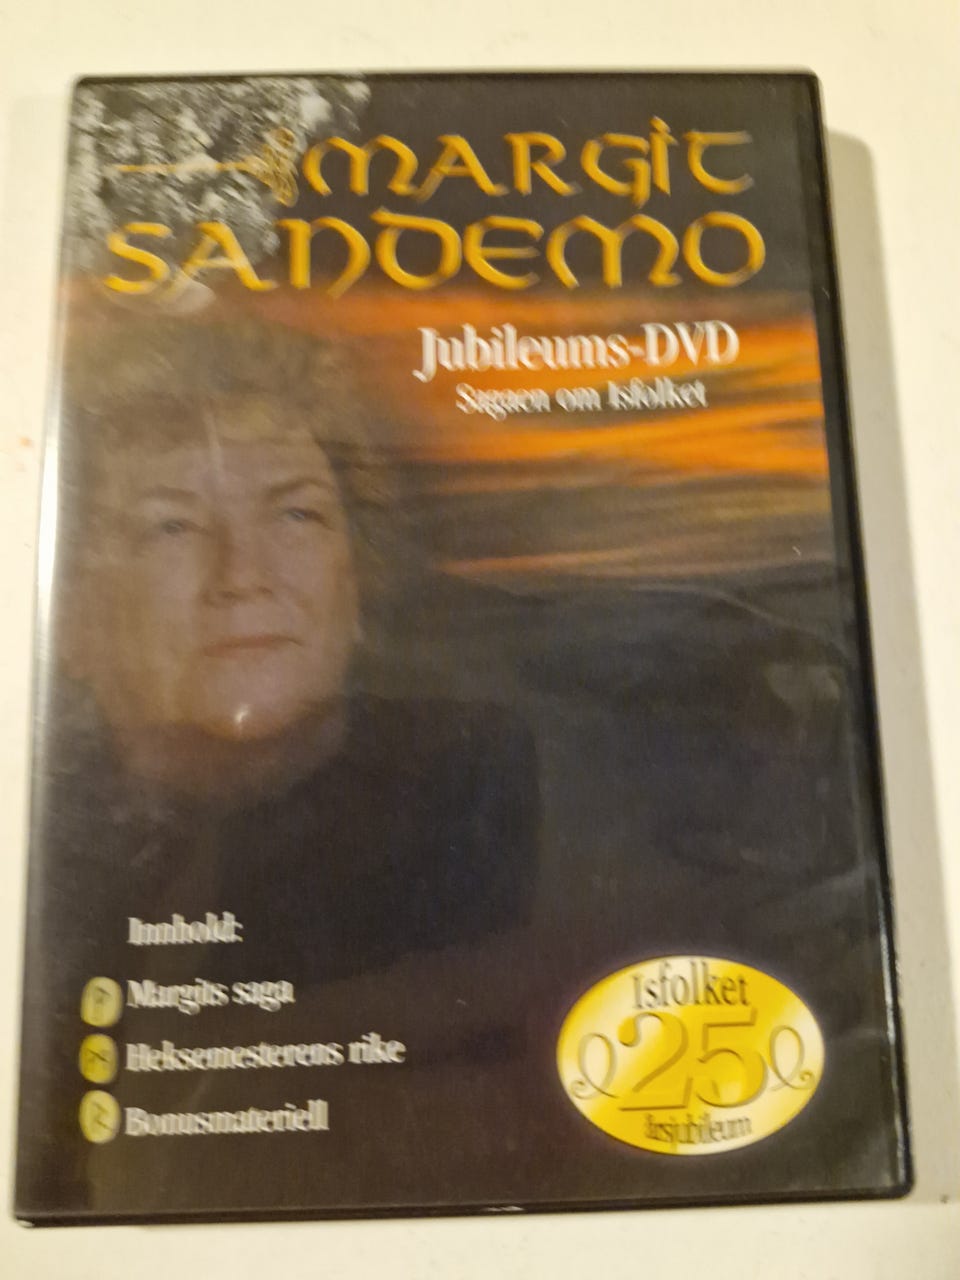 MARGIT
SANDEMO
Jubileums-DVD
Sagaen om Isfolket
Innhold:
Margits saga
Heksemesterens rike
Bonusmateriell
Isfolket
25
årsjubileum